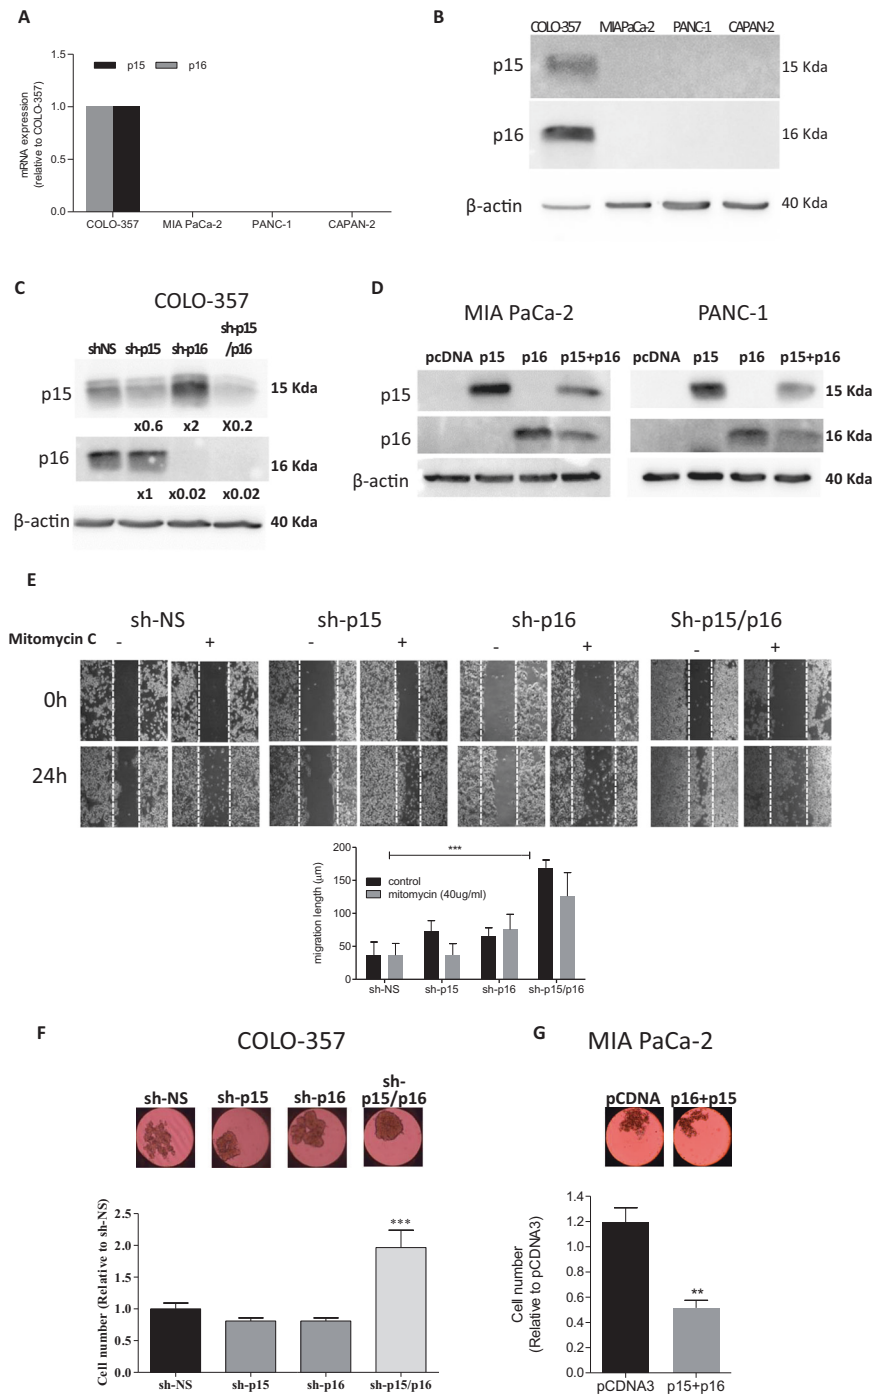 A
1.5
p15
p16
1.0
mRNA expression
(relative to COLO-357)
0.5
0.0
COLO-357
MIA PaCa-2
PANC-1
CAPAN-2
B
COLO-357
MIAPaCa-2
PANC-1
CAPAN-2
p15
15 Kda
p16
16 Kda
β-actin
40 Kda
C
COLO-357
shNS
sh-p15
sh-p16
sh-p15
/p16
p15
15 Kda
x0.6
x2
X0.2
p16
16 Kda
x1
x0.02
x0.02
β-actin
40 Kda
D
MIA PaCa-2
PANC-1
pcDNA
p15
p16
p15+p16
pcDNA
p15
p16
p15+p16
p15
15 Kda
p16
16 Kda
β-actin
40 Kda
E
sh-NS
sh-p15
sh-p16
Sh-p15/p16
Mitomycin C
-
+
-
+
-
+
-
+
0h
24h
200
***
control
mitomycin (40ug/ml)
150
migration length (μm)
100
50
0
sh-NS
sh-p15
sh-p16
sh-p15/p16
F
COLO-357
sh-NS
sh-p15
sh-p16
sh-
p15/p16
2.5
***
2.0
Cell number (Relative to sh-NS)
1.5
1.0
0.5
0.0
sh-NS
sh-p15
sh-p16
sh-p15/p16
G
MIA PaCa-2
pCDNA
p16+p15
1.4
1.2
1.0
Cell number
(Relative to pCDNA3)
0.8
**
0.6
0.4
0.2
0.0
pCDNA3
p15+p16